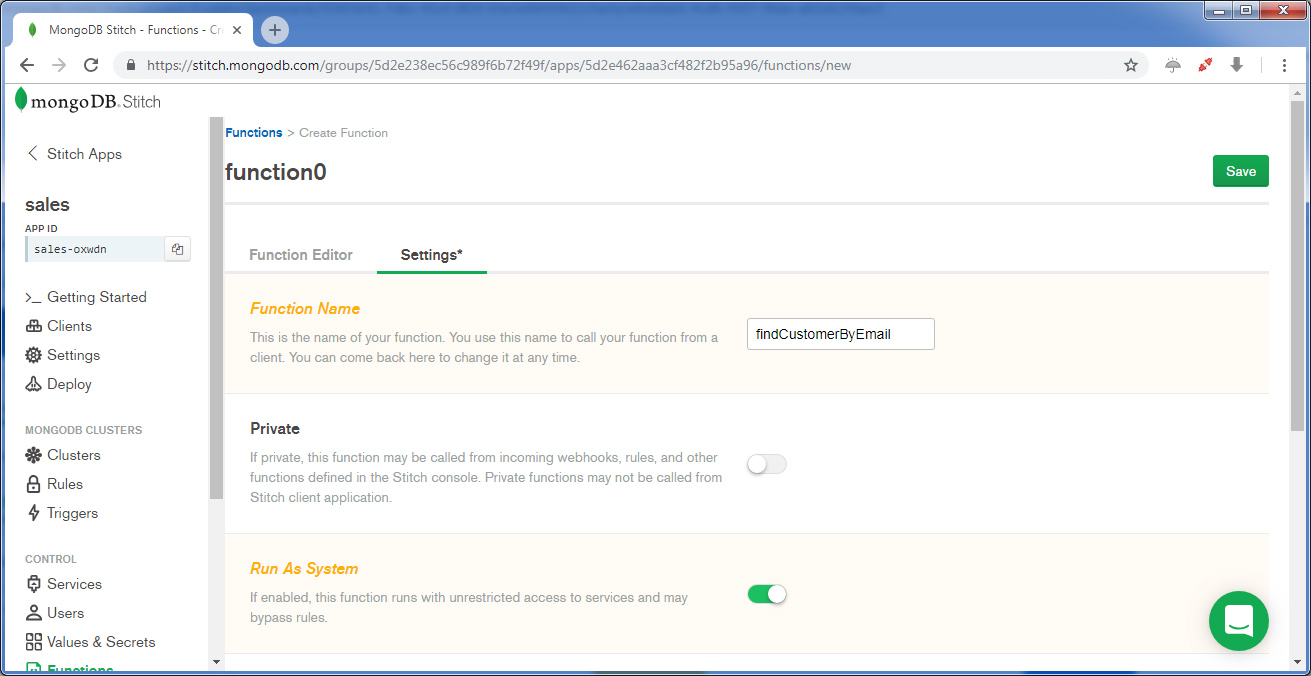 MongoDB Stitch - Functions - Cr
https://stitch.mongodb.com/groups/5d2e238ec56c989f6b72f49f/apps/5d2e462aaa3cf482f2b95a96/functions/new
mongoDB. Stitch
Stitch Apps
sales
APP ID
sales-oxwdn
Getting Started
Clients
Settings
Deploy
MONGODB CLUSTERS
Clusters
Rules
Triggers
CONTROL
Services
Users
Values & Secrets
Functions
Functions > Create Function
function0
Save
Function Editor
Settings*
Function Name
This is the name of your function. You use this name to call your function from a
client. You can come back here to change it at any time.
findCustomerByEmail
Private
If private, this function may be called from incoming webhooks, rules, and other
functions defined in the Stitch console. Private functions may not be called from
Stitch client application.
Run As System
If enabled, this function runs with unrestricted access to services and may
bypass rules.